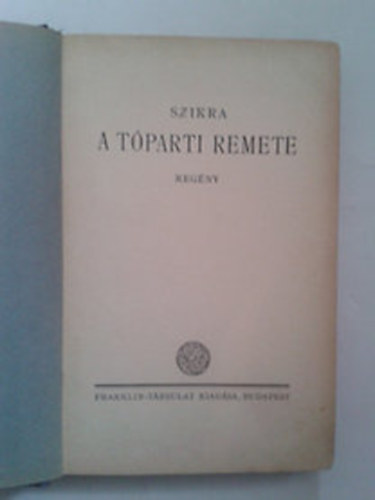 SZIKRA
A TÓPARTI REMETE
REGÉNY
FRANKLIN-TÁRSULAT KIADÁSA, BUDAPEST